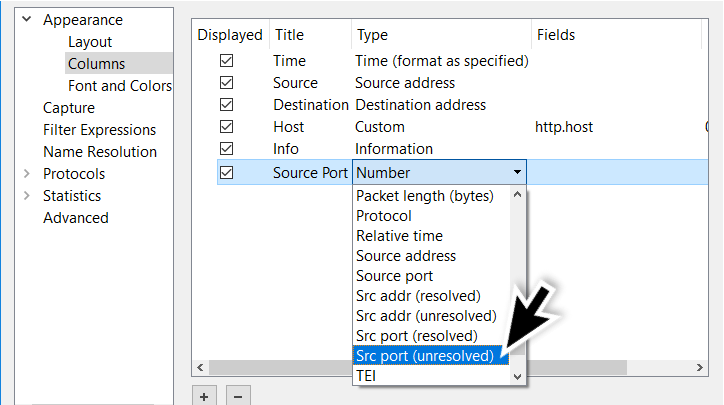 Appearance
Layout
Columns
Font and Colors
Capture
Filter Expressions
Name Resolution
Protocols
Statistics
Advanced
Displayed Title Type Fields
Time Time (format as specified)
Source Source address
Destination Destination address
Host Custom http.host
Info Information
Source Port Number
Packet length (bytes)
Protocol
Relative time
Source address
Source port
Src addr (resolved)
Src addr (unresolved)
Src port (resolved)
Src port (unresolved)
TEI